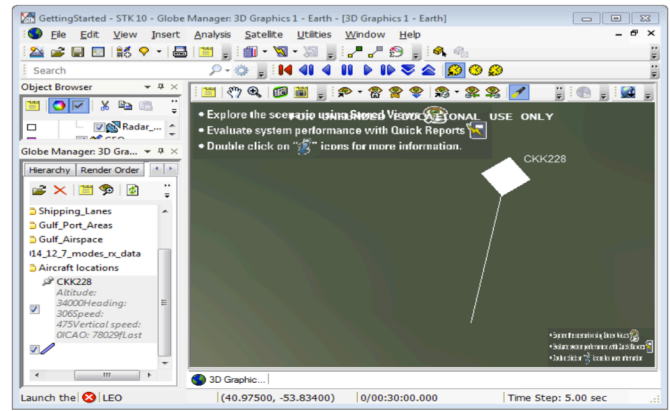 GettingStarted - STK 10 - Globe Manager: 3D Graphics 1 - Earth - [3D Graphics 1 - Earth]
File Edit View Insert Analysis Satellite Utilities Window Help
Search
Object Browser
Radar_...
Globe Manager: 3D Gra...
Hierarchy Render Order
Shipping_Lanes
Gulf_Port_Areas
Gulf_Airspace
14_12_7_modes_rx_data
Aircraft locations
CKK228
Altitude:
34000Heading:
306Speed:
475Vertical speed:
0ICAO: 78029fLast
• Explore the scenario using Stored Views
USE ONLY
• Evaluate system performance with Quick Reports
• Double click on " " icons for more information.
CKK228
3D Graphic...
Launch the LEO
(40.97500, -53.83400)
0/00:30:00.000
Time Step: 5.00 sec